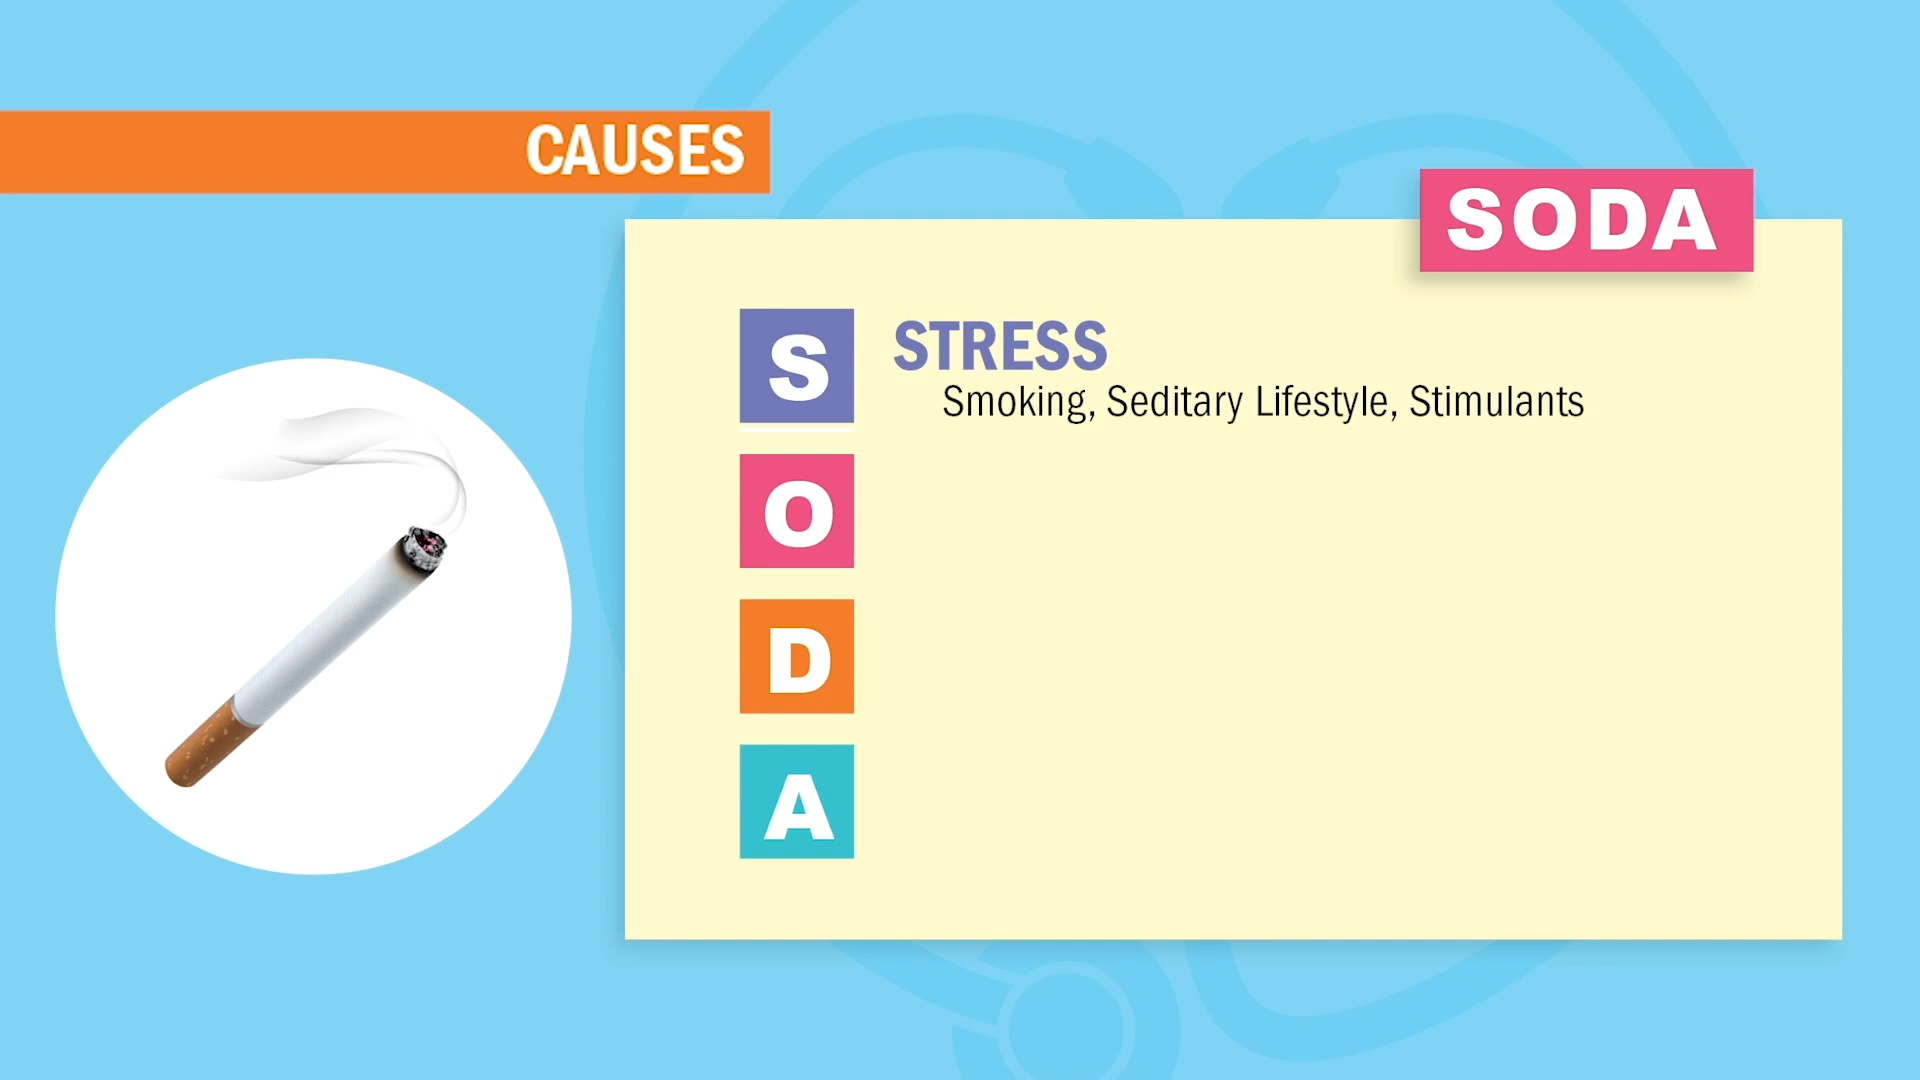 CAUSES
SODA
S STRESS
Smoking, Seditary Lifestyle, Stimulants
O
D
A